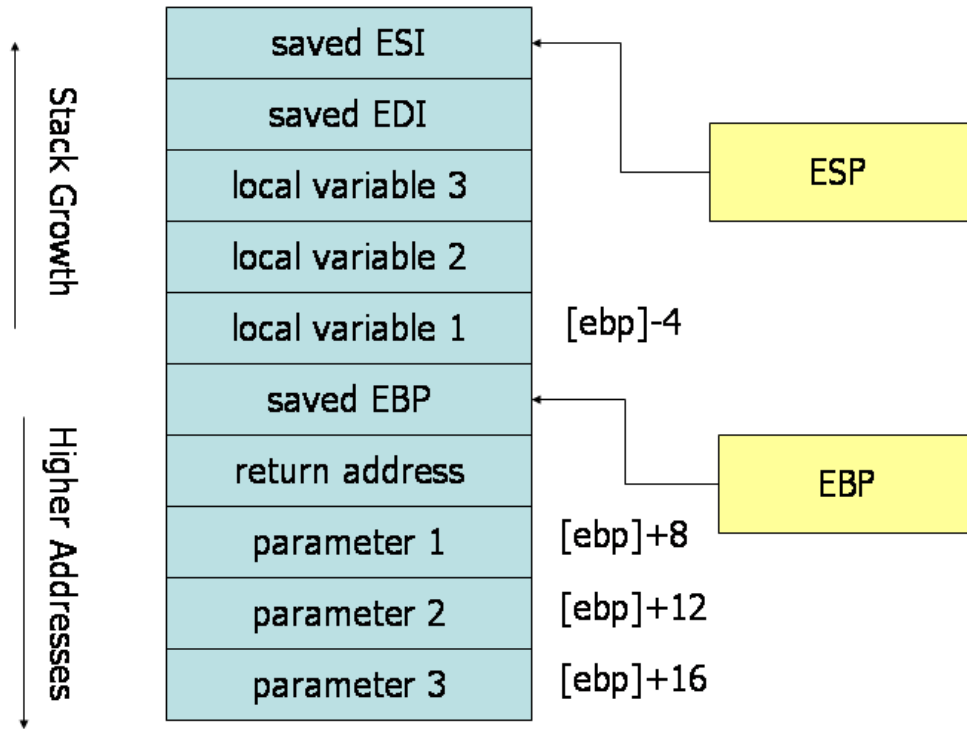 saved ESI
saved EDI
local variable 3
local variable 2
local variable 1
saved EBP
return address
parameter 1
parameter 2
parameter 3
[ebp]-4
[ebp]+8
[ebp]+12
[ebp]+16
ESP
EBP
Stack Growth
Higher Addresses